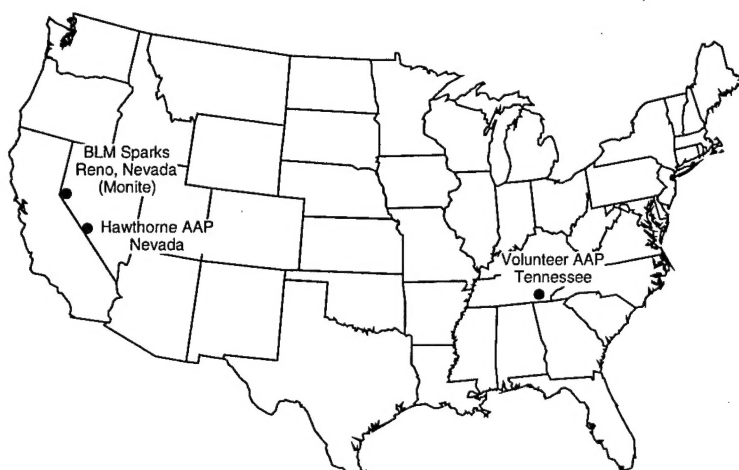 BLM Sparks
Reno, Nevada
(Monite)
Hawthorne AAP
Nevada
Volunteer AAP
Tennessee